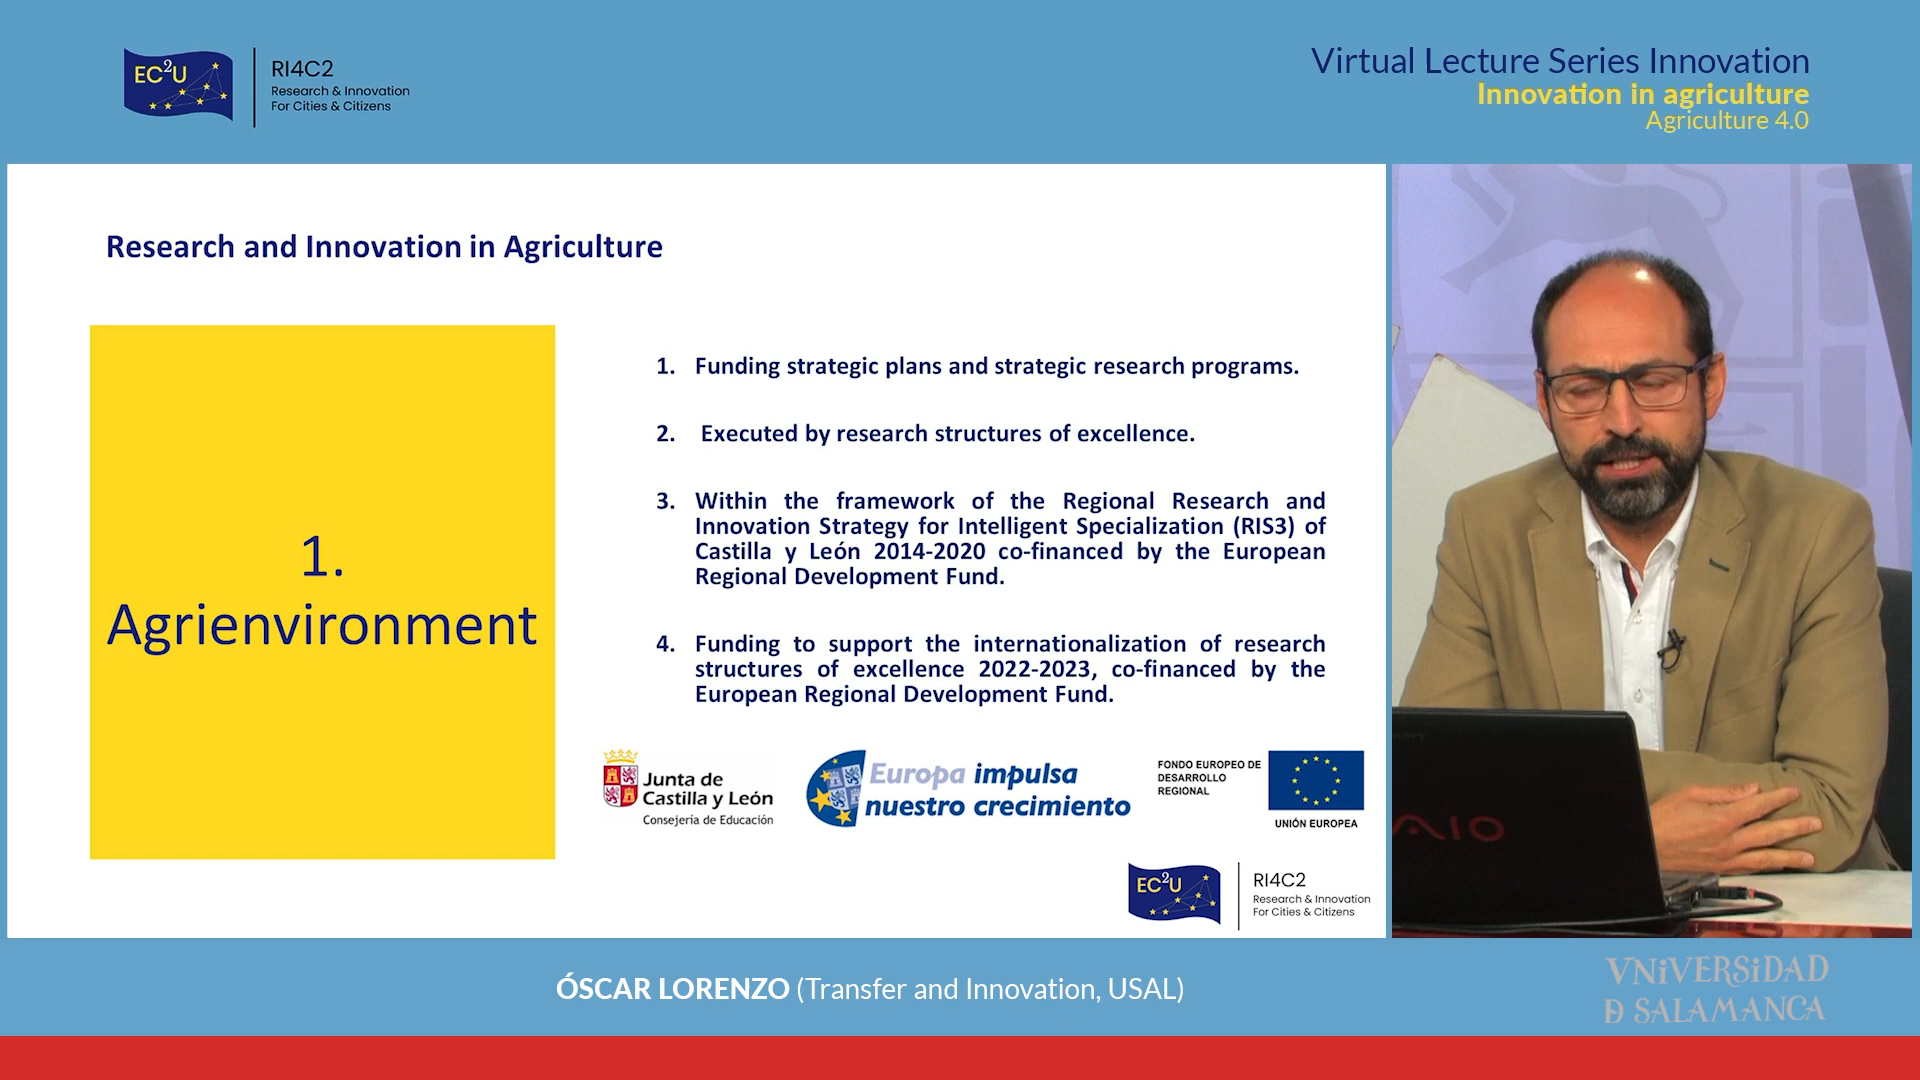 EC2U
RI4C2
Research & Innovation
For Cities & Citizens
Virtual Lecture Series Innovation
Innovation in agriculture
Agriculture 4.0
Research and Innovation in Agriculture
1.
Agrienvironment
1. Funding strategic plans and strategic research programs.
2. Executed by research structures of excellence.
3. Within the framework of the Regional Research and
Innovation Strategy for Intelligent Specialization (RIS3) of
Castilla y León 2014-2020 co-financed by the European
Regional Development Fund.
4. Funding to support the internationalization of research
structures of excellence 2022-2023, co-financed by the
European Regional Development Fund.
Junta de
Castilla y León
Consejería de Educación
Europa impulsa
nuestro crecimiento
FONDO EUROPEO DE
DESARROLLO
REGIONAL
UNIÓN EUROPEA
EC2U
RI4C2
Research & Innovation
For Cities & Citizens
AIO
ÓSCAR LORENZO (Transfer and Innovation, USAL)
VNiVERSiDAD
Ð SALAMANCA